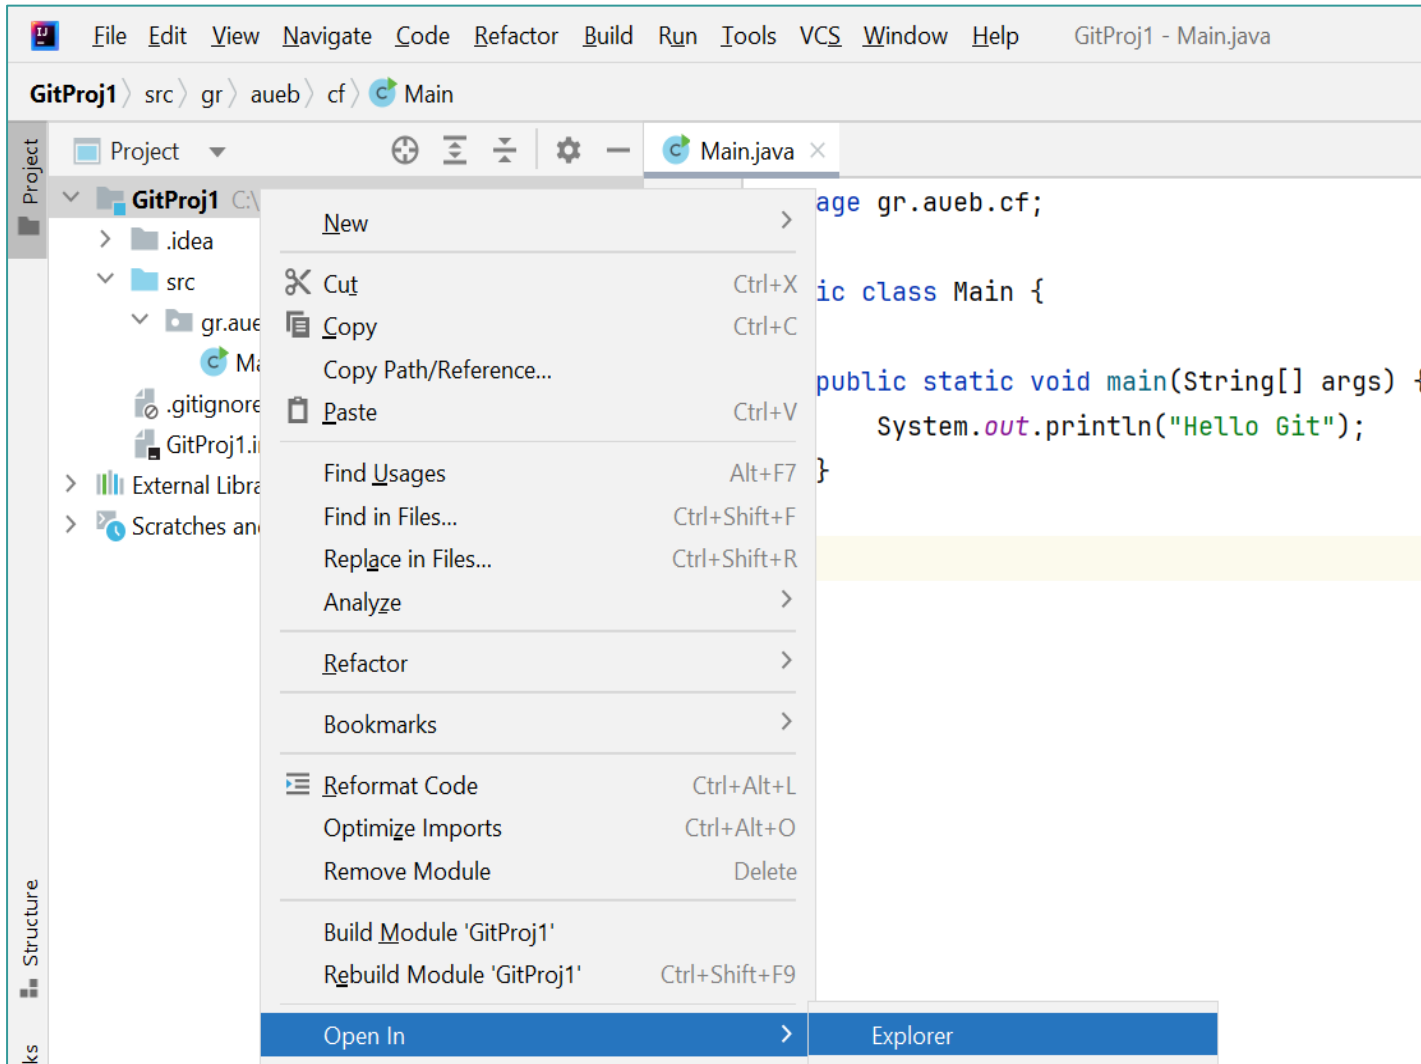 File Edit View Navigate Code Refactor Build Run Tools VCS Window Help GitProj1 - Main.java
GitProj1 src gr aueb cf Main
Project
Project
Main.java
GitProj1 C:\
.idea
src
gr.aue
Ma
.gitignore
GitProj1.i
External Libra
Scratches an
Structure
ks
New
Cut Ctrl+X
Copy Ctrl+C
Copy Path/Reference...
Paste Ctrl+V
Find Usages Alt+F7
Find in Files... Ctrl+Shift+F
Replace in Files... Ctrl+Shift+R
Analyze
Refactor
Bookmarks
Reformat Code Ctrl+Alt+L
Optimize Imports Ctrl+Alt+O
Remove Module Delete
Build Module 'GitProj1'
Rebuild Module 'GitProj1' Ctrl+Shift+F9
Open In
Explorer
age gr.aueb.cf;
ic class Main {
public static void main(String[] args) {
System.out.println("Hello Git");
}